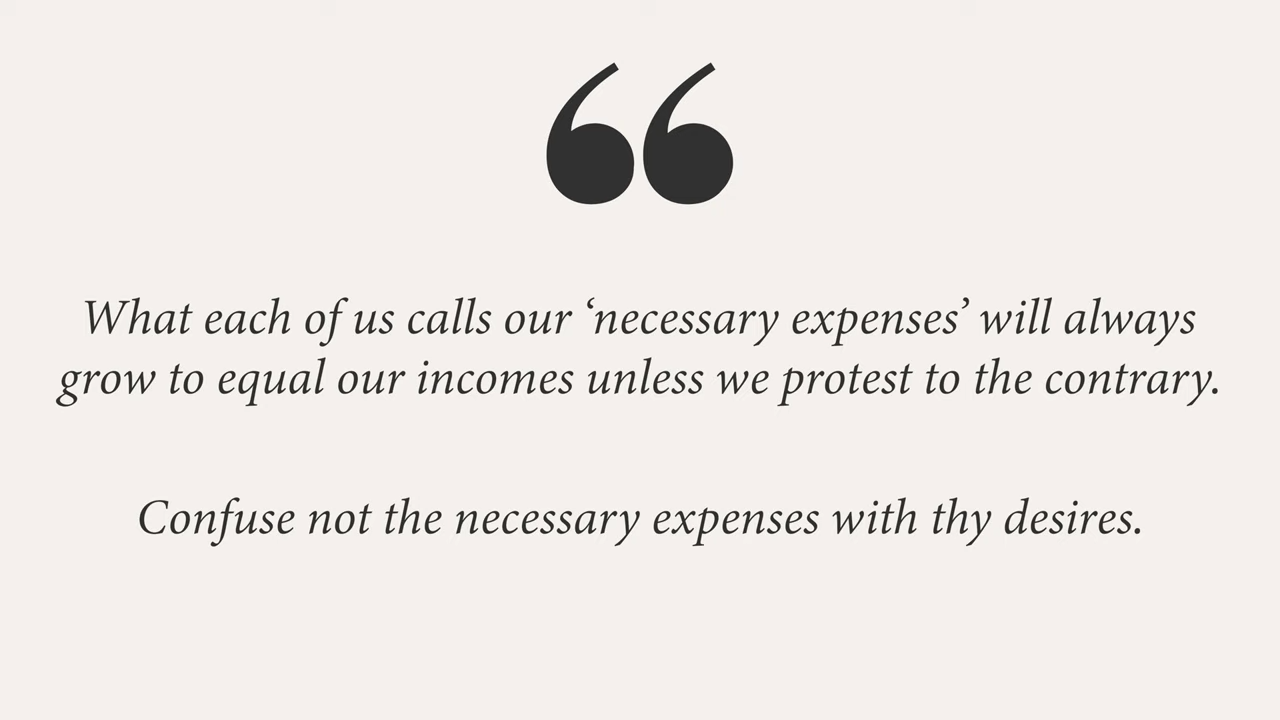 “
What each of us calls our ‘necessary expenses’ will always
grow to equal our incomes unless we protest to the contrary.
Confuse not the necessary expenses with thy desires.